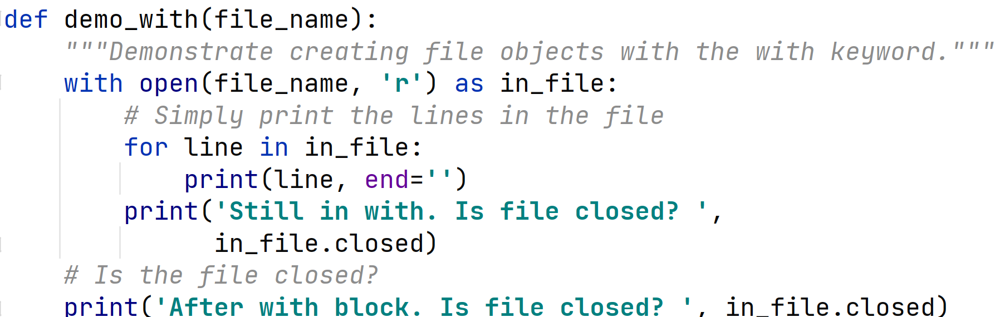 def demo_with(file_name):
    """Demonstrate creating file objects with the with keyword."""
    with open(file_name, 'r') as in_file:
        # Simply print the lines in the file
        for line in in_file:
            print(line, end='')
        print('Still in with. Is file closed? ',
              in_file.closed)
    # Is the file closed?
    print('After with block. Is file closed? ', in_file.closed)